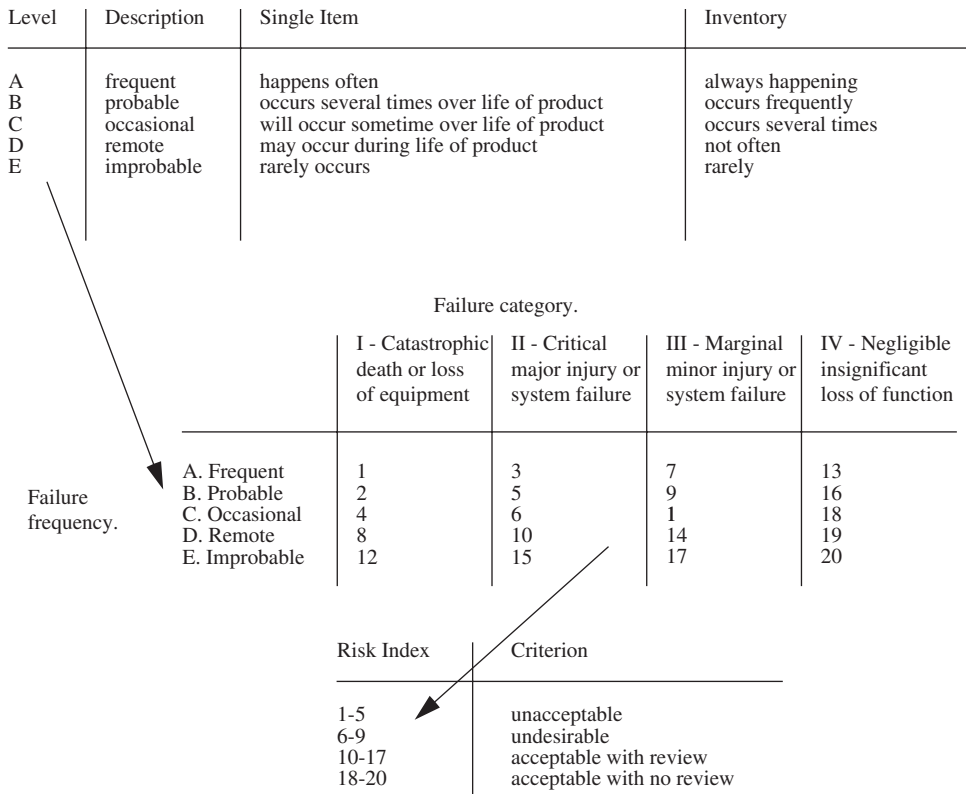 Level Description Single Item Inventory
A frequent happens often always happening
B probable occurs several times over life of product occurs frequently
C occasional will occur sometime over life of product occurs several times
D remote may occur during life of product not often
E improbable rarely occurs rarely
Failure category.
I - Catastrophic II - Critical III - Marginal IV - Negligible
death or loss major injury or minor injury or insignificant
of equipment system failure system failure loss of function
A. Frequent 1 3 7 13
Failure B. Probable 2 5 9 16
frequency. C. Occasional 4 6 1 18
D. Remote 8 10 14 19
E. Improbable 12 15 17 20
Risk Index Criterion
1-5 unacceptable
6-9 undesirable
10-17 acceptable with review
18-20 acceptable with no review